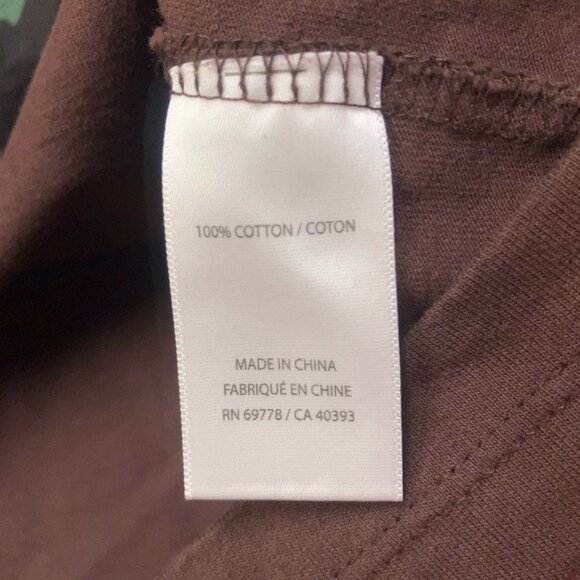 100% COTTON / COTON
MADE IN CHINA
FABRIQUÉ EN CHINE
RN 69778 / CA 40393